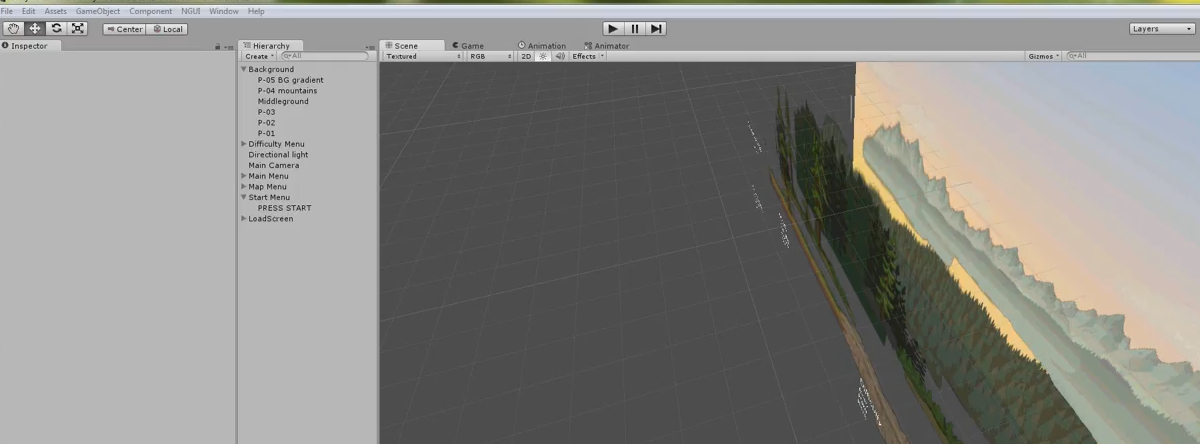 File Edit Assets GameObject Component NGUI Window Help
Center Local Layers
Inspector Hierarchy Scene Game Animation Animator
Create All Textured RGB 2D Effects Gizmos All
Background
P-05 BG gradient
P-04 mountains
Middleground
P-03
P-02
P-01
Difficulty Menu
Directional light
Main Camera
Main Menu
Map Menu
Start Menu
PRESS START
LoadScreen